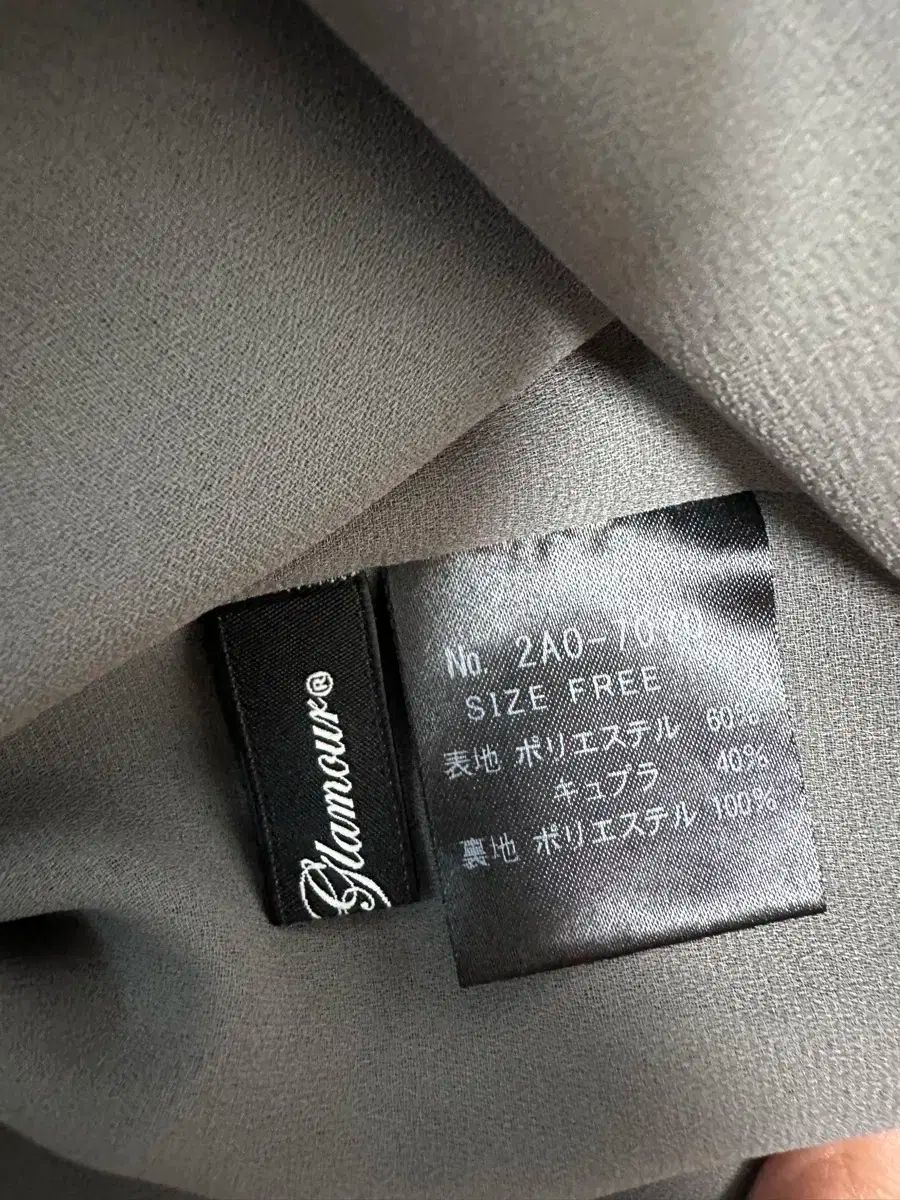 Glamour®
No. 2A0-
SIZE FREE
表地 ポリエステル 60%
キュプラ 40%
裏地 ポリエステル 100%